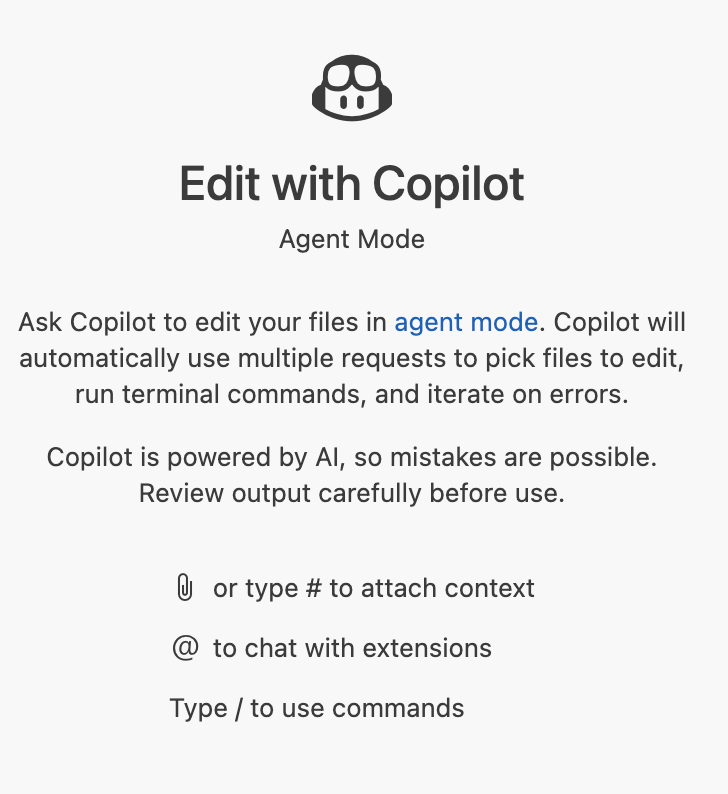 Edit with Copilot
Agent Mode
Ask Copilot to edit your files in agent mode. Copilot will
automatically use multiple requests to pick files to edit,
run terminal commands, and iterate on errors.
Copilot is powered by AI, so mistakes are possible.
Review output carefully before use.
or type # to attach context
@ to chat with extensions
Type / to use commands